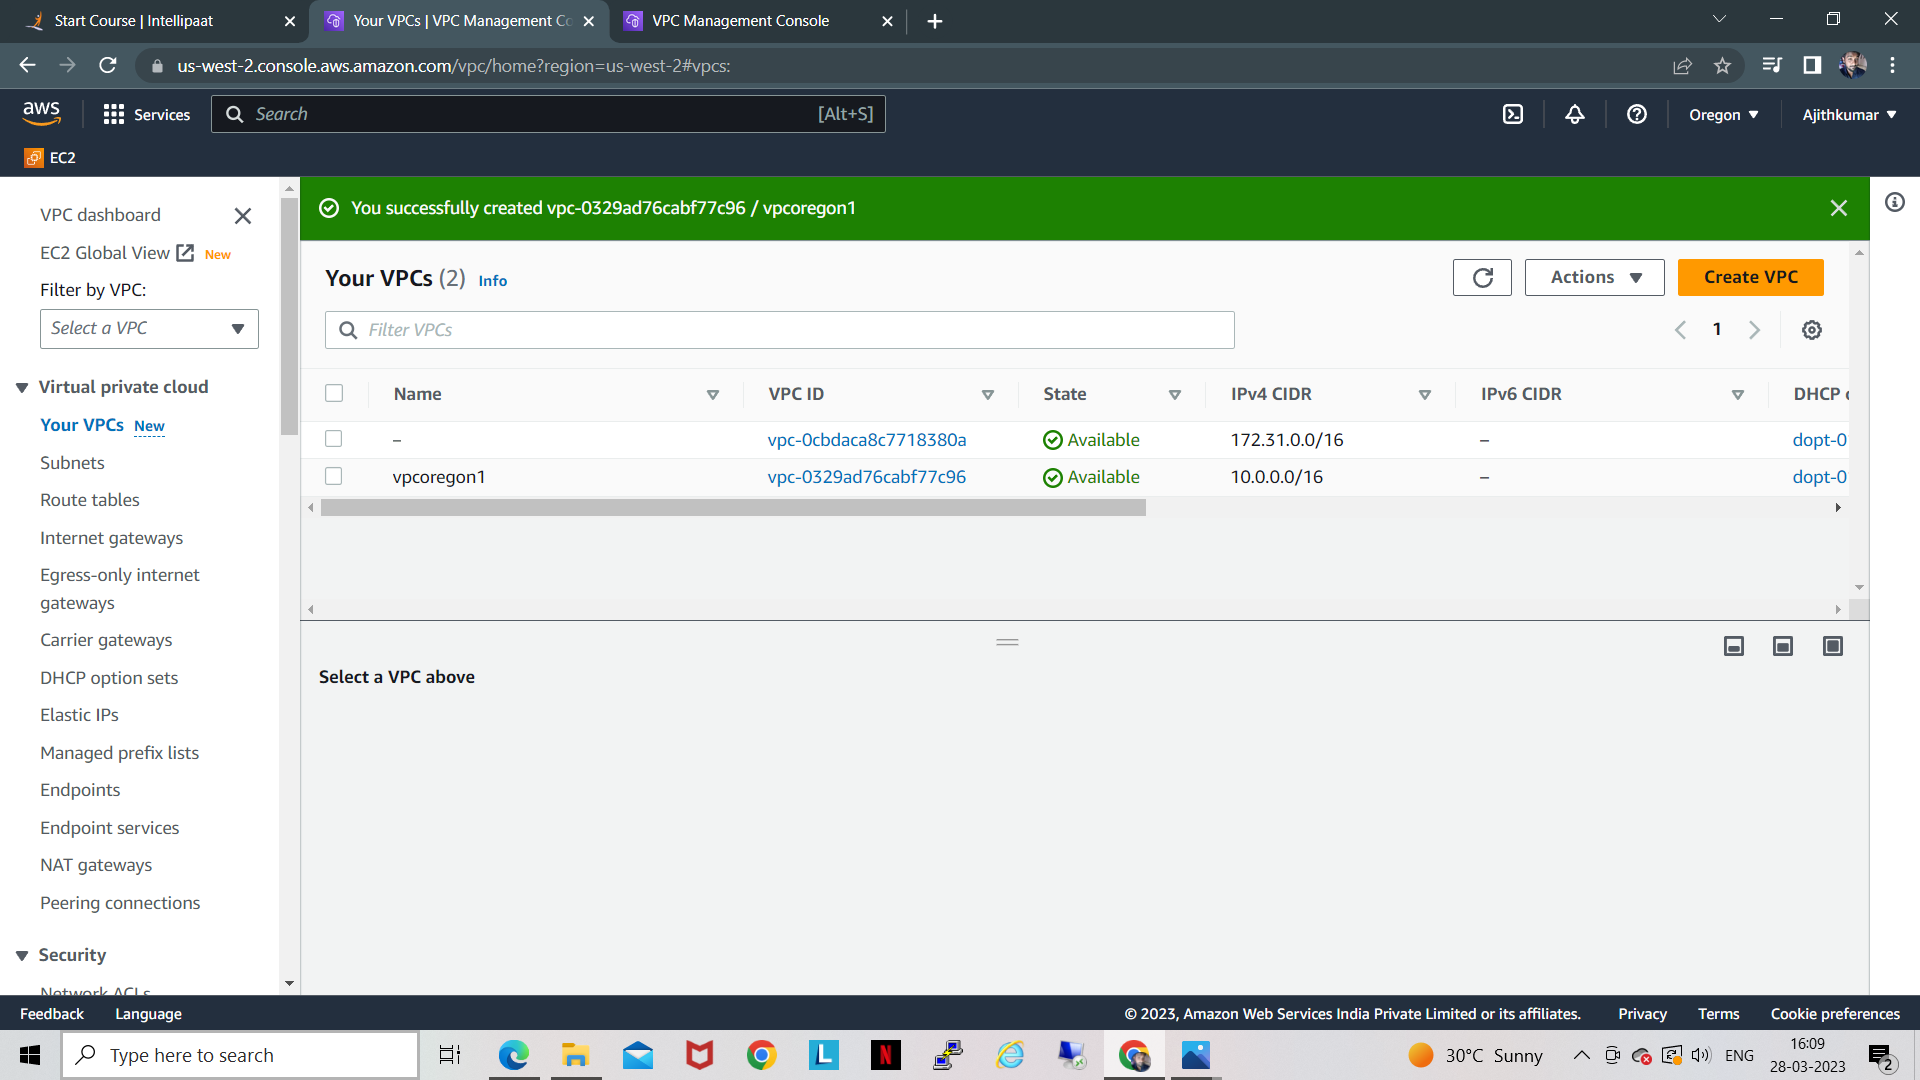 Start Course | Intellipaat
Your VPCs | VPC Management Co
VPC Management Console
us-west-2.console.aws.amazon.com/vpc/home?region=us-west-2#vpcs:
aws
Services
Search
[Alt+S]
Oregon
Ajithkumar
EC2
VPC dashboard
EC2 Global View New
Filter by VPC:
Select a VPC
Virtual private cloud
Your VPCs New
Subnets
Route tables
Internet gateways
Egress-only internet
gateways
Carrier gateways
DHCP option sets
Elastic IPs
Managed prefix lists
Endpoints
Endpoint services
NAT gateways
Peering connections
Security
Network ACLs
You successfully created vpc-0329ad76cabf77c96 / vpcoregon1
Your VPCs (2) Info
Actions
Create VPC
Filter VPCs
1
Name VPC ID State IPv4 CIDR IPv6 CIDR DHCP
– vpc-0cbdaca8c7718380a Available 172.31.0.0/16 – dopt-0
vpcoregon1 vpc-0329ad76cabf77c96 Available 10.0.0.0/16 – dopt-0
Select a VPC above
Feedback Language © 2023, Amazon Web Services India Private Limited or its affiliates. Privacy Terms Cookie preferences
Type here to search
L
N
30°C Sunny
ENG
16:09
28-03-2023
2